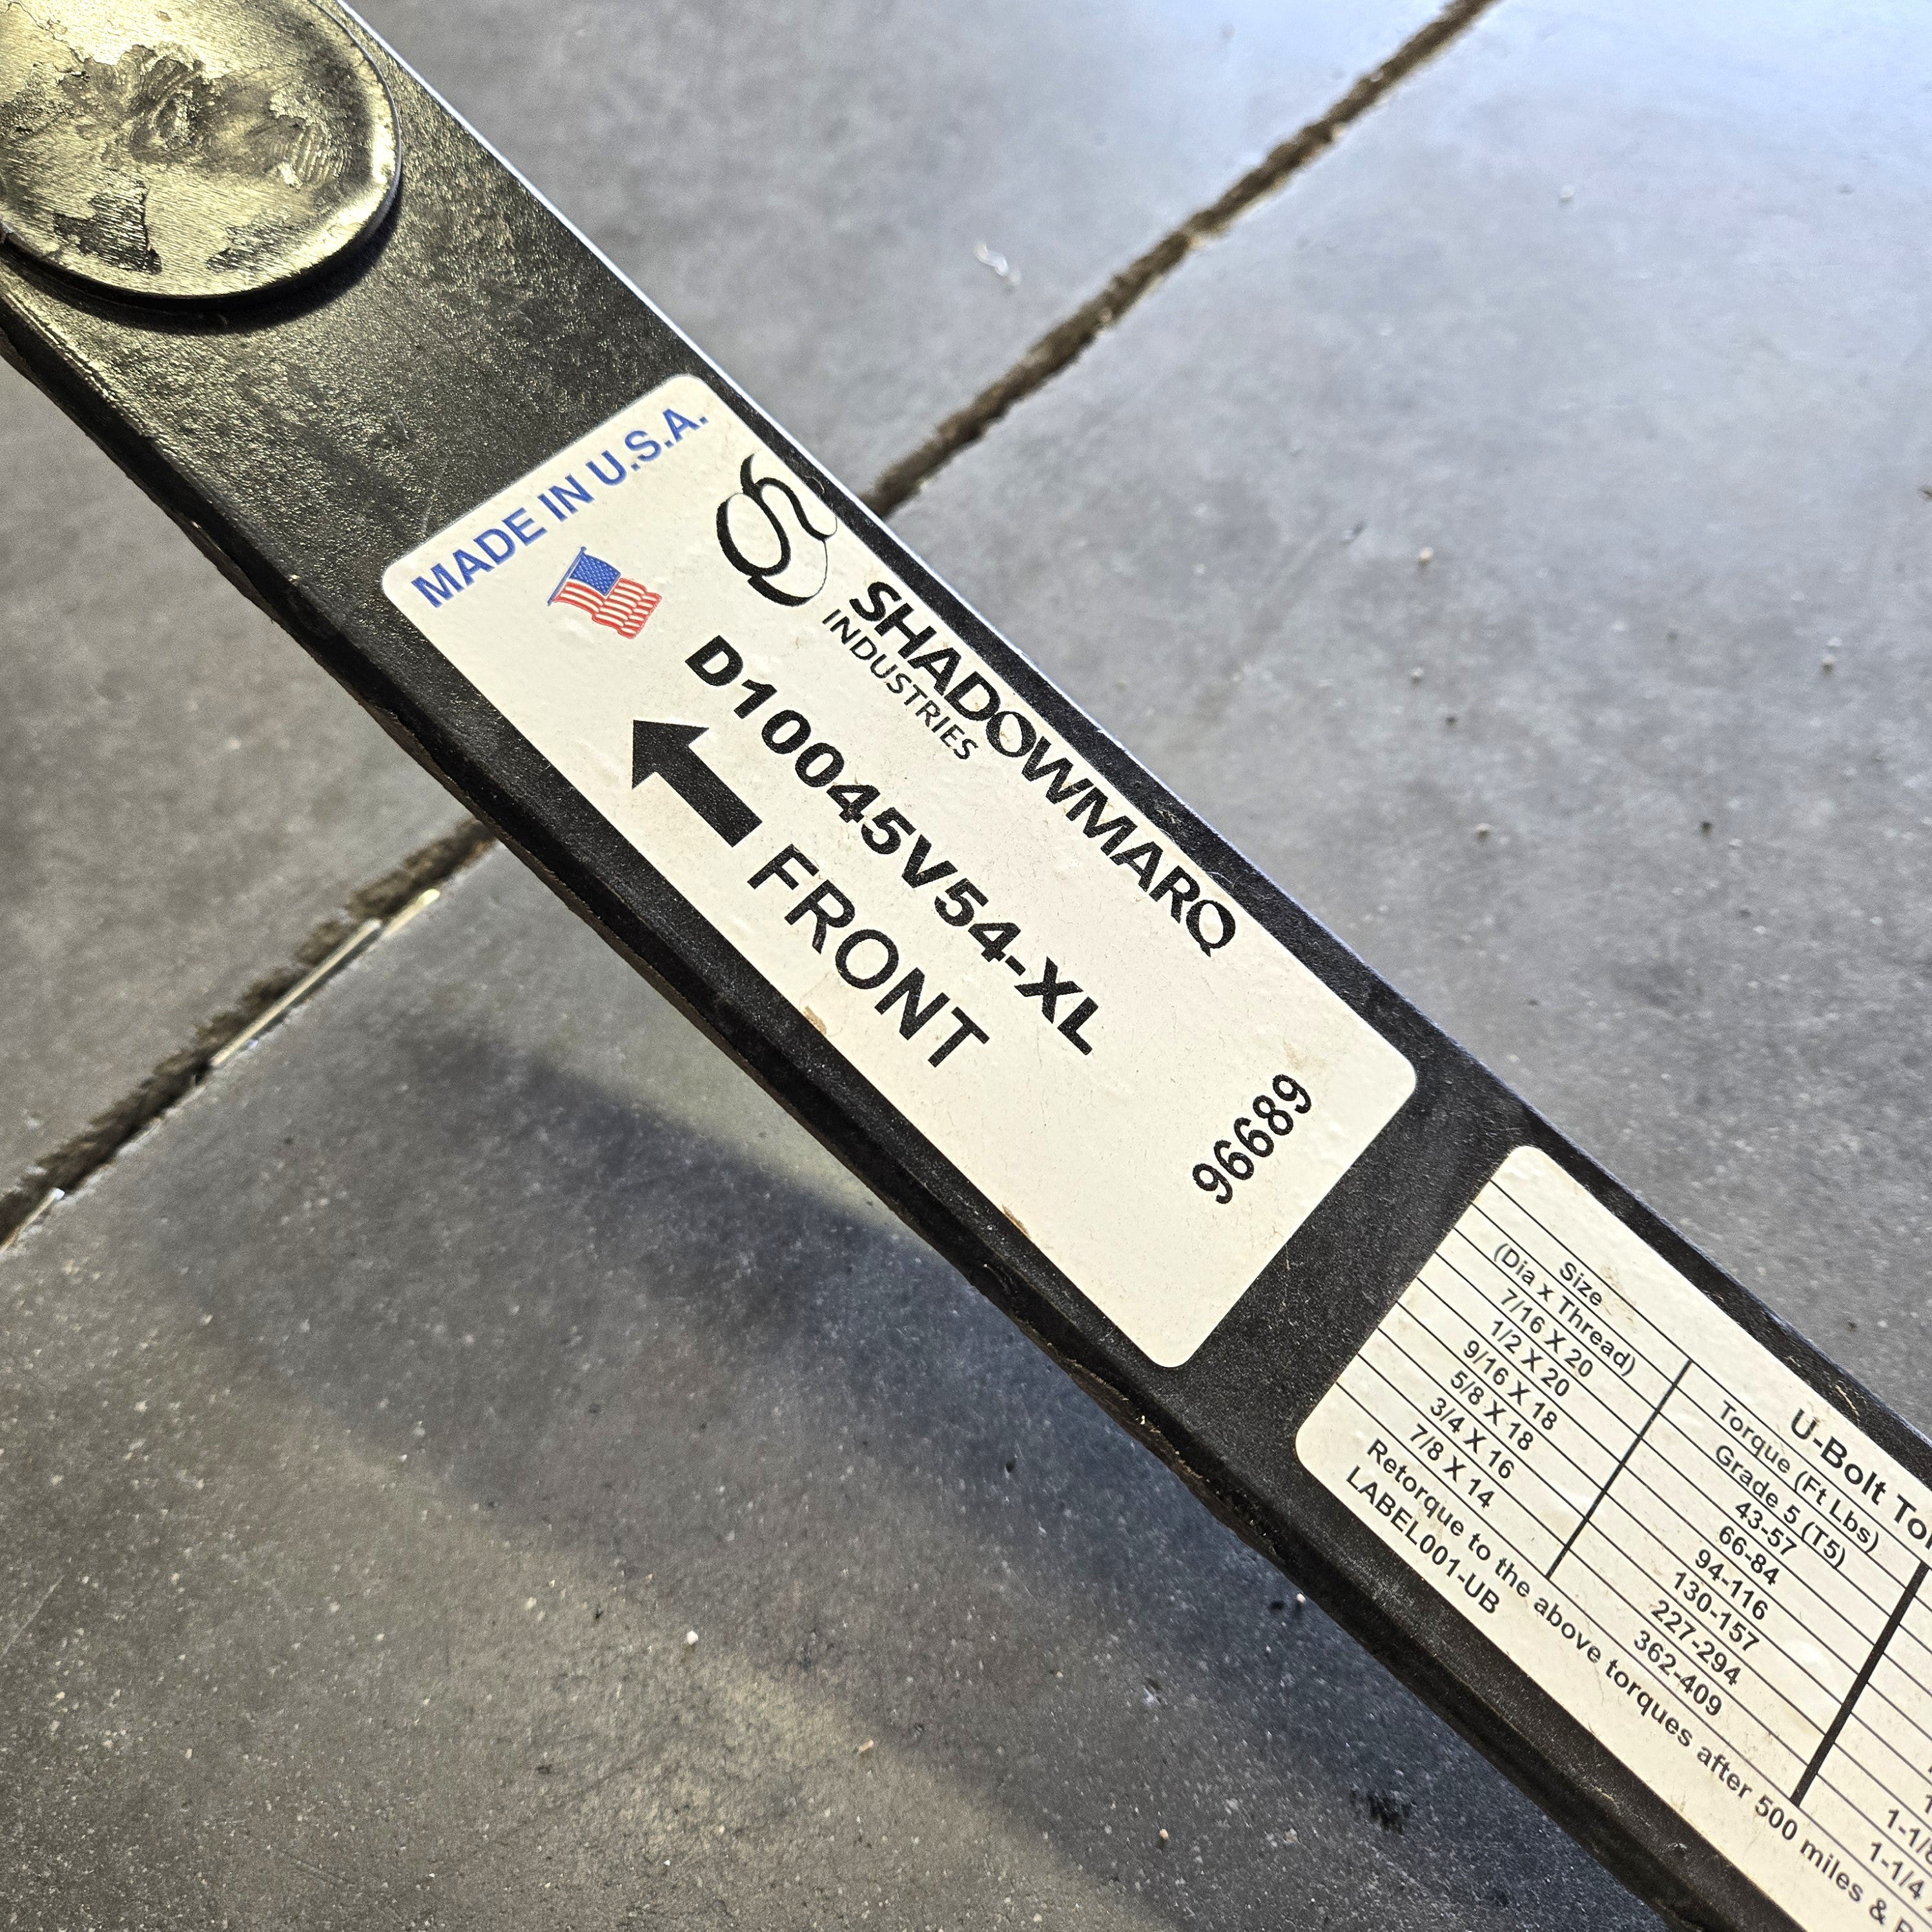 MADE IN U.S.A.
SHADOWMARQ
INDUSTRIES
D10045V54-XL
FRONT
96689
U-Bolt
Size
(Dia x Thread)
Torque (Ft Lbs)
Grade 5 (T5)
7/16 X 20 43-57
1/2 X 20 66-84
9/16 X 18 94-116
5/8 X 18 130-157
3/4 X 16 227-294
7/8 X 14 362-409
1-1/4
Retorque to the above torques after 500 miles &
LABEL001-UB